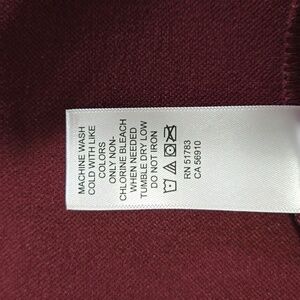 MACHINE WASH
COLD WITH LIKE
COLORS
ONLY NON-
CHLORINE BLEACH
WHEN NEEDED
TUMBLE DRY LOW
DO NOT IRON
RN 51783
CA 56910